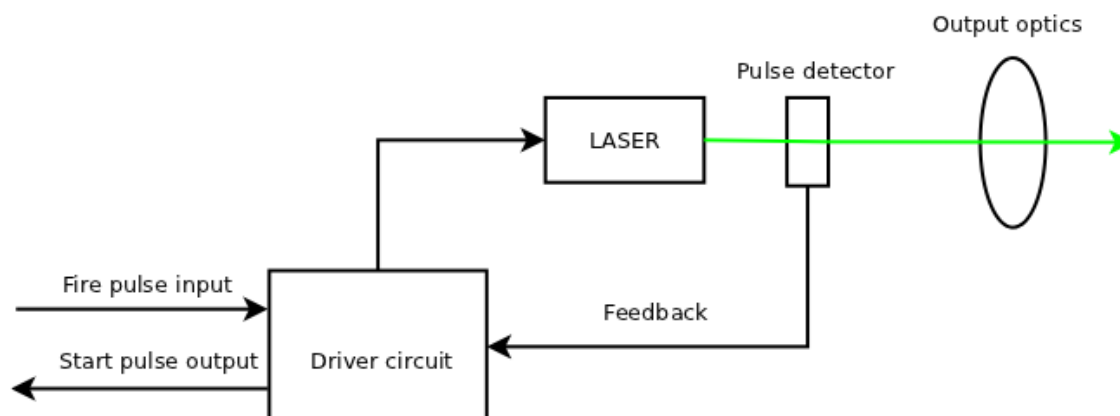 Output optics
Pulse detector
LASER
Fire pulse input
Feedback
Start pulse output
Driver circuit